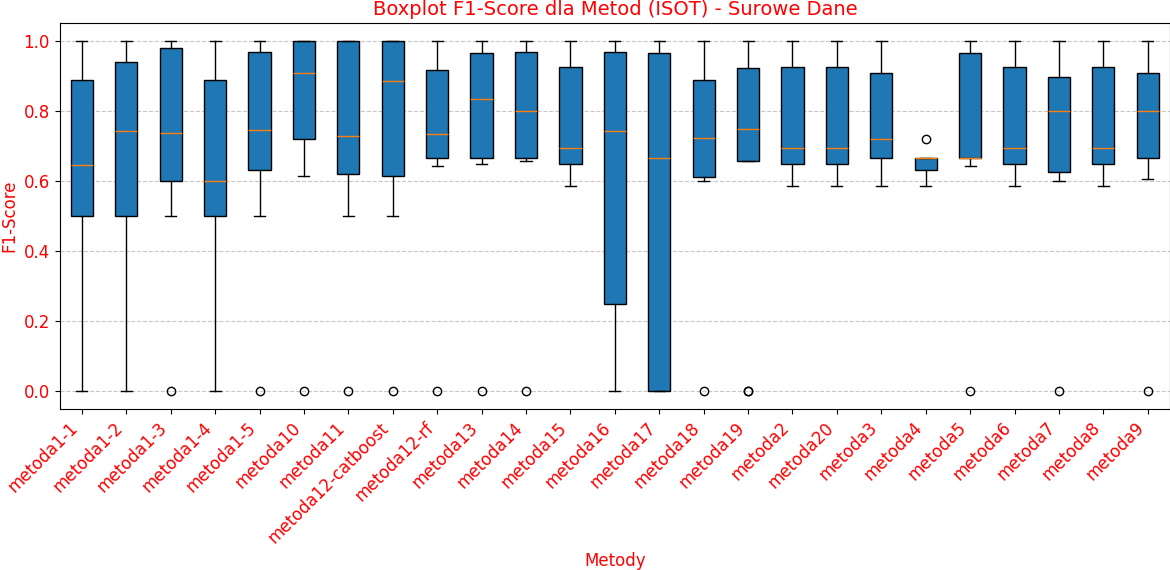 Boxplot F1-Score dla Metod (ISOT) - Surowe Dane
F1-Score
1.0
0.8
0.6
0.4
0.2
0.0
metoda1-1
metoda1-2
metoda1-3
metoda1-4
metoda1-5
metoda10
metoda11
metoda12-catboost
metoda12-rf
metoda13
metoda14
metoda15
metoda16
metoda17
metoda18
metoda19
metoda2
metoda20
metoda3
metoda4
metoda5
metoda6
metoda7
metoda8
metoda9
Metody